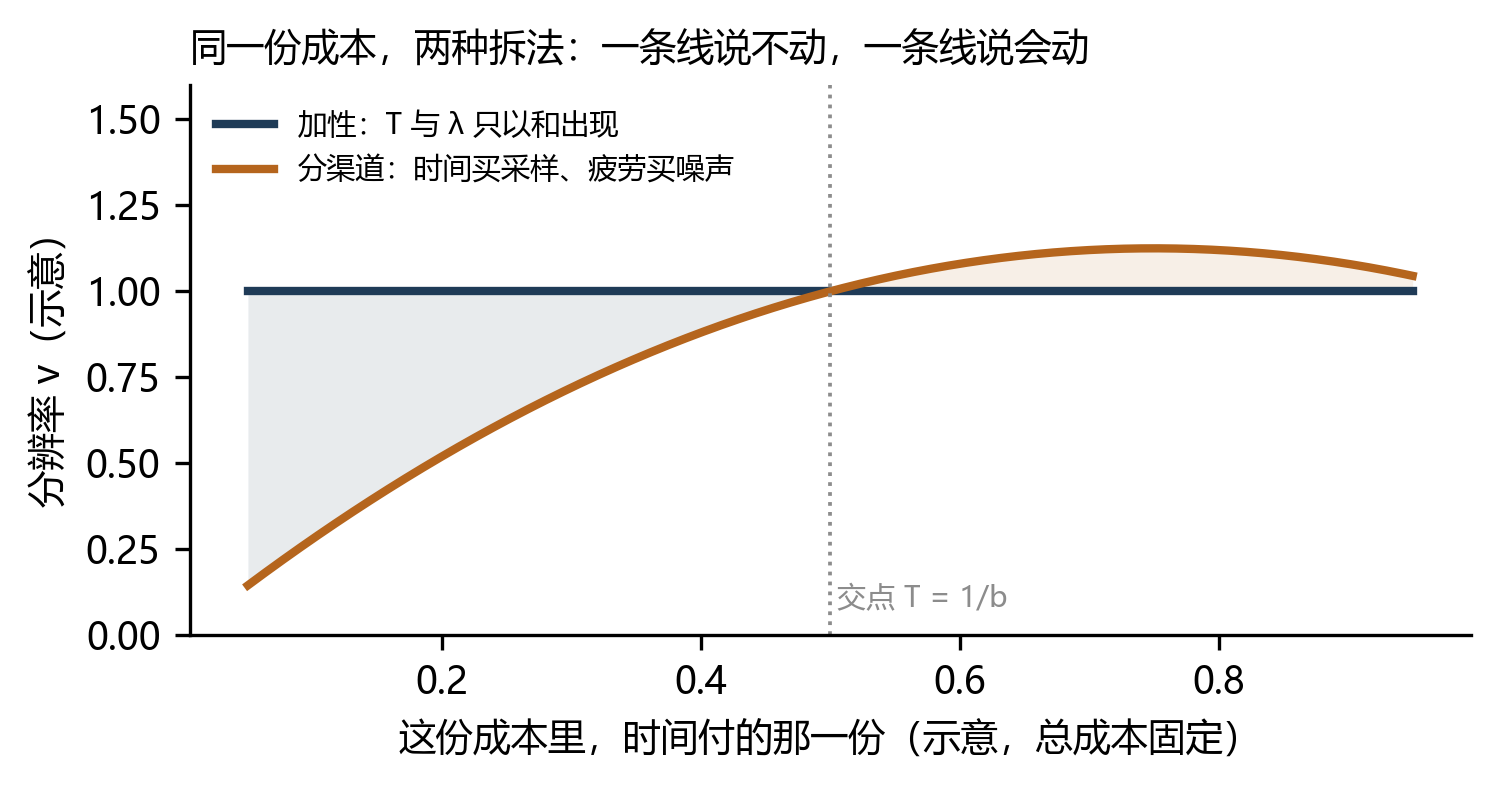 同一份成本，两种拆法：一条线说不动，一条线说会动
加性：T 与 λ 只以和出现
分渠道：时间买采样、疲劳买噪声
分辨率 v（示意）
1.50
1.25
1.00
0.75
0.50
0.25
0.00
交点 T = 1/b
0.2 0.4 0.6 0.8
这份成本里，时间付的那一份（示意，总成本固定）